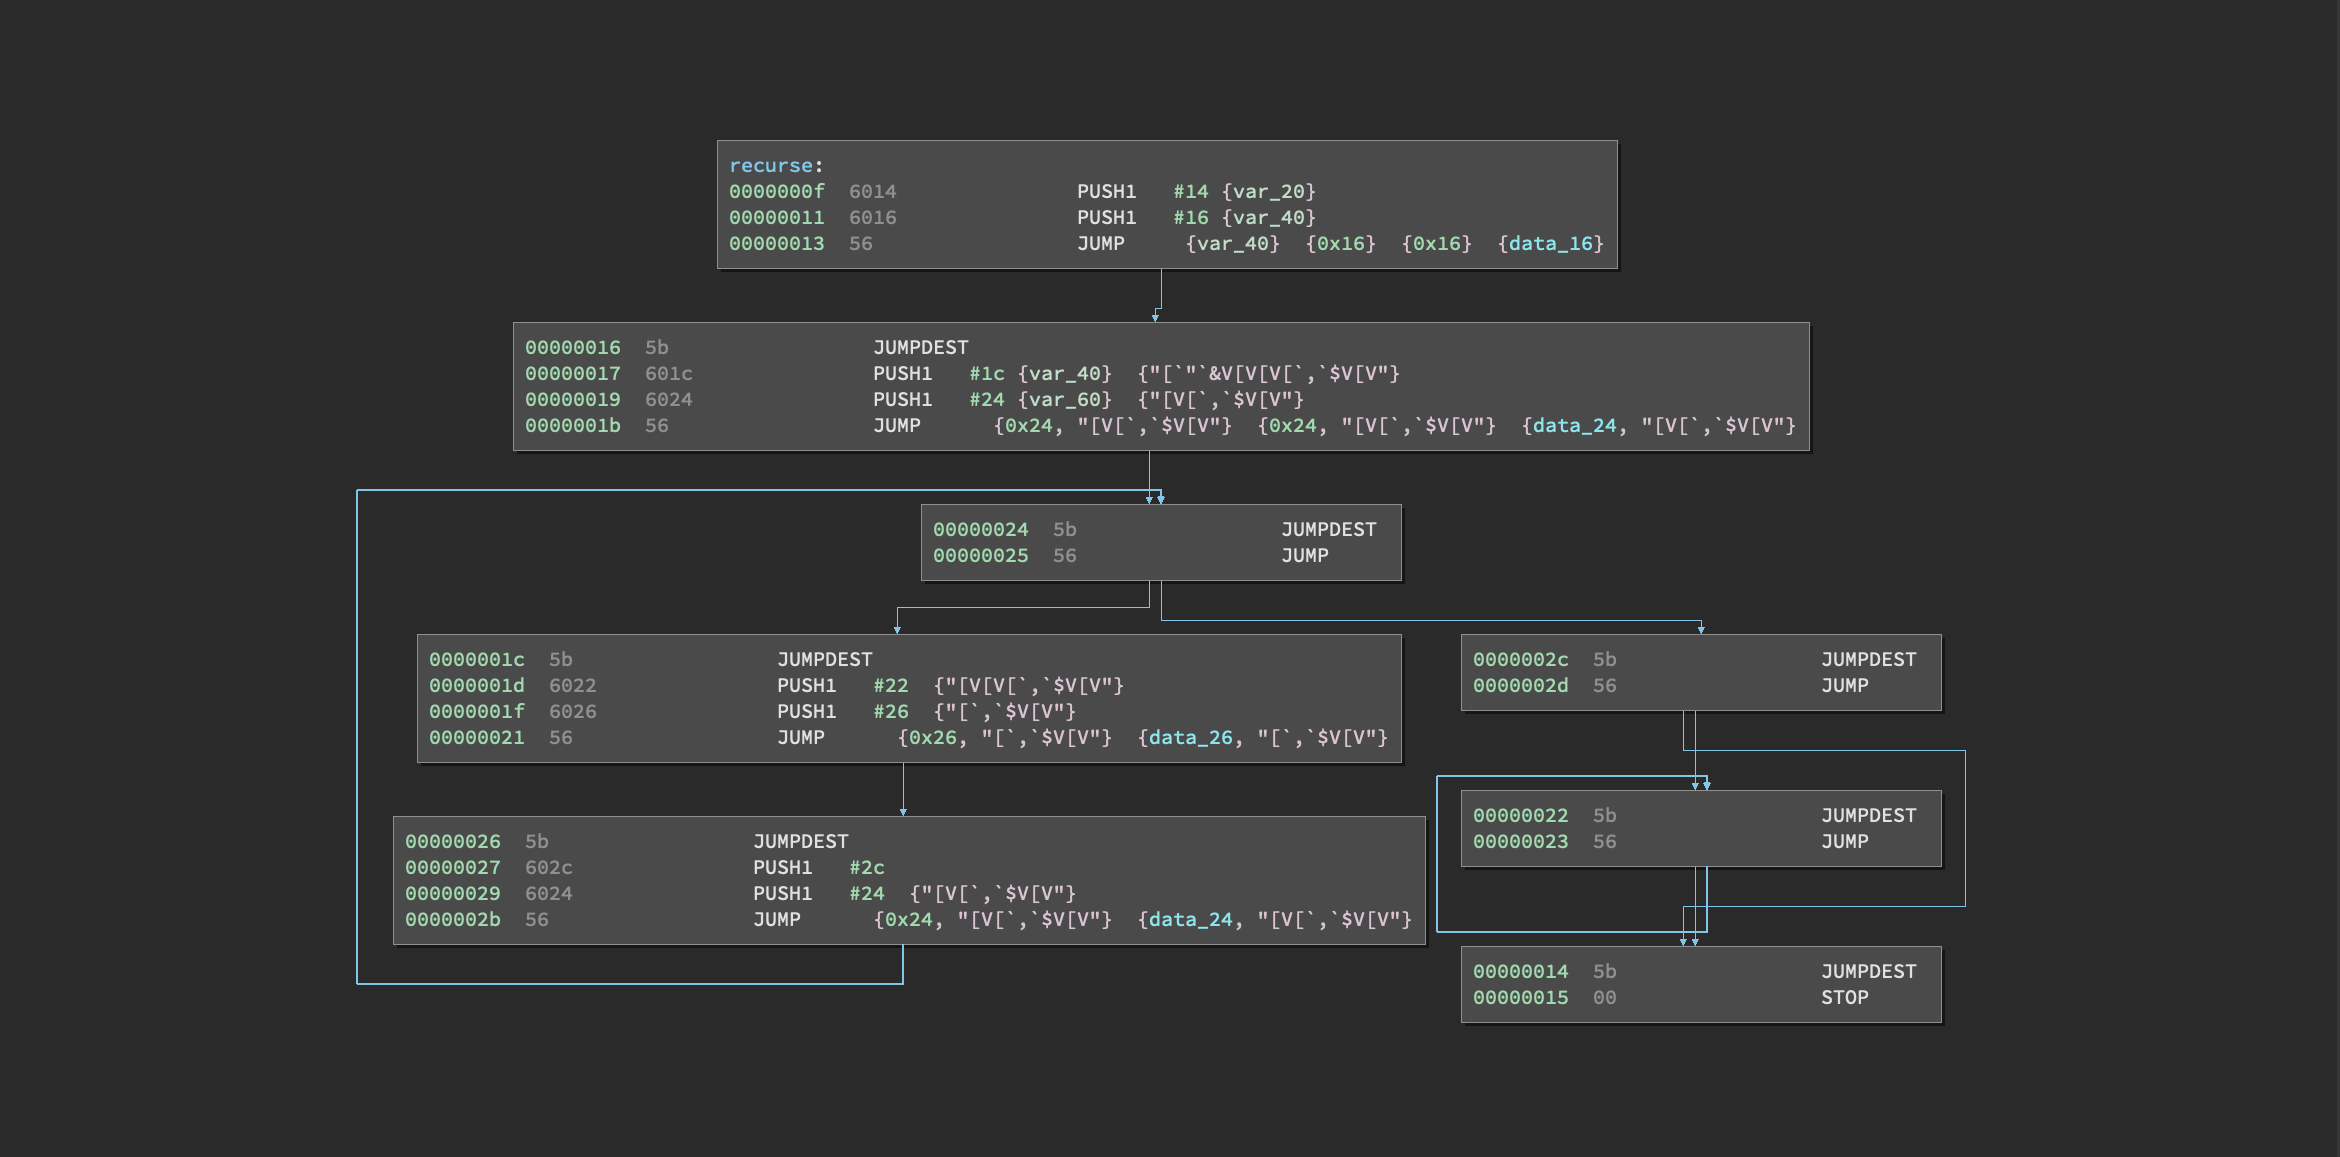 recurse:
0000000f 6014 PUSH1 #14 {var_20}
00000011 6016 PUSH1 #16 {var_40}
00000013 56 JUMP {var_40} {0x16} {0x16} {data_16}
00000016 5b JUMPDEST
00000017 601c PUSH1 #1c {var_40} {"[`"`&V[V[V[`,`$V[V"}
00000019 6024 PUSH1 #24 {var_60} {"[V[`,`$V[V"}
0000001b 56 JUMP {0x24, "[V[`,`$V[V"} {0x24, "[V[`,`$V[V"} {data_24, "[V[`,`$V[V"}
00000024 5b JUMPDEST
00000025 56 JUMP
0000001c 5b JUMPDEST
0000001d 6022 PUSH1 #22 {"[V[V[`,`$V[V"}
0000001f 6026 PUSH1 #26 {"[`,`$V[V"}
00000021 56 JUMP {0x26, "[`,`$V[V"} {data_26, "[`,`$V[V"}
0000002c 5b JUMPDEST
0000002d 56 JUMP
00000026 5b JUMPDEST
00000027 602c PUSH1 #2c
00000029 6024 PUSH1 #24 {"[V[`,`$V[V"}
0000002b 56 JUMP {0x24, "[V[`,`$V[V"} {data_24, "[V[`,`$V[V"}
00000022 5b JUMPDEST
00000023 56 JUMP
00000014 5b JUMPDEST
00000015 00 STOP